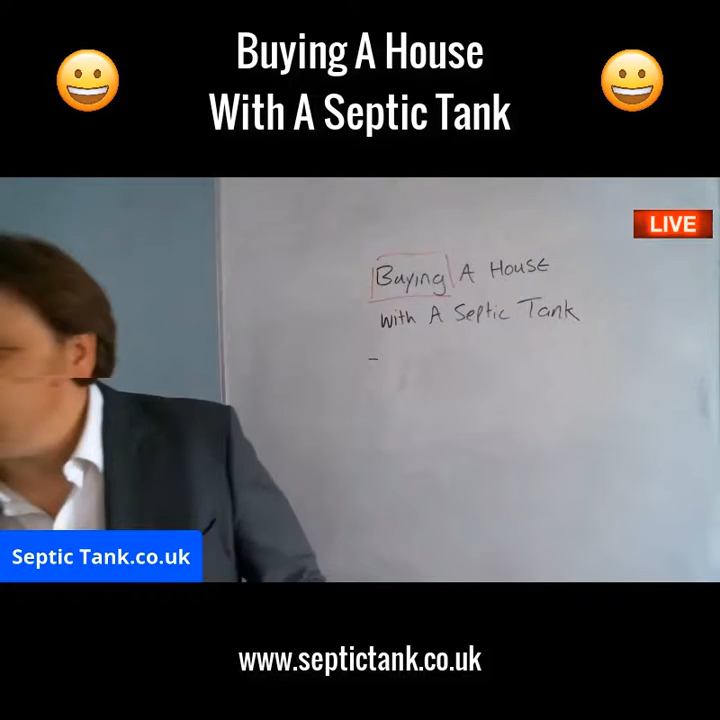 Buying A House
With A Septic Tank
LIVE
Buying A House
with A Septic Tank
Septic Tank.co.uk
www.septictank.co.uk